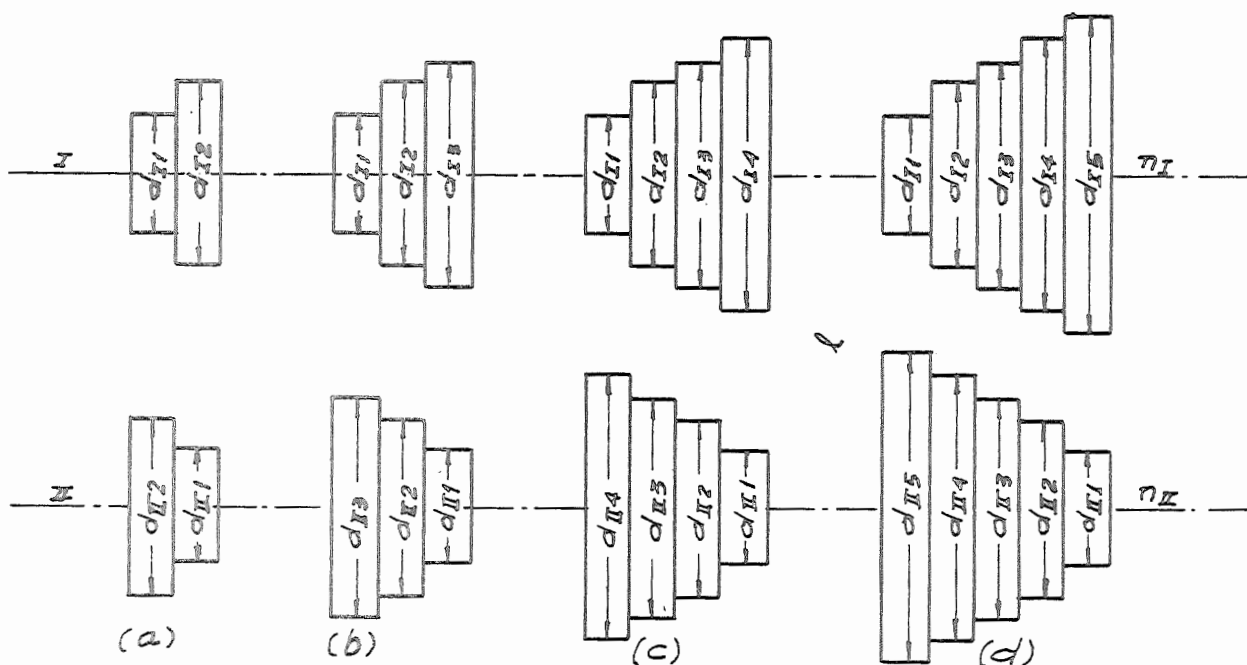 I
d_I1 d_I2
d_I1 d_I2 d_I3
d_I1 d_I2 d_I3 d_I4
d_I1 d_I2 d_I3 d_I4 d_I5
n_I
l
II
d_II2 d_II1
d_II3 d_II2 d_II1
d_II4 d_II3 d_II2 d_II1
d_II5 d_II4 d_II3 d_II2 d_II1
n_II
(a) (b) (c) (d)